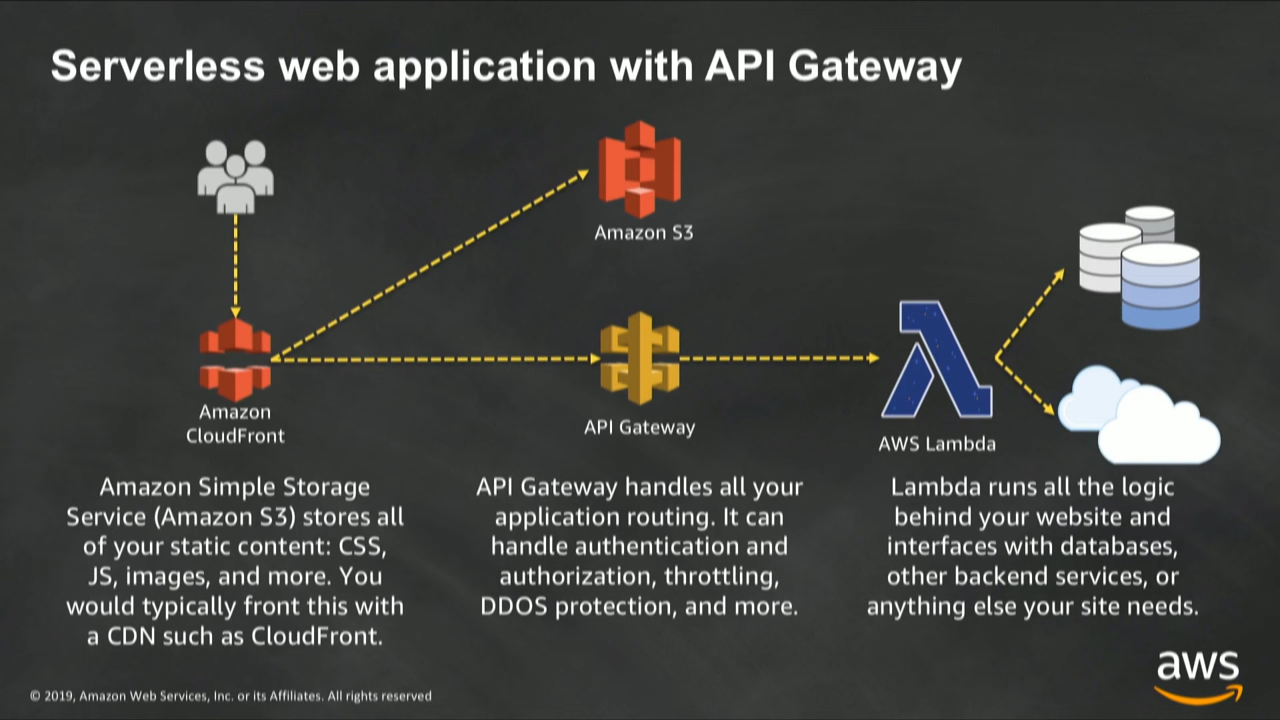 Serverless web application with API Gateway
Amazon S3
Amazon
CloudFront
API Gateway
AWS Lambda
Amazon Simple Storage
Service (Amazon S3) stores all
of your static content: CSS,
JS, images, and more. You
would typically front this with
a CDN such as CloudFront.
API Gateway handles all your
application routing. It can
handle authentication and
authorization, throttling,
DDOS protection, and more.
Lambda runs all the logic
behind your website and
interfaces with databases,
other backend services, or
anything else your site needs.
aws
© 2019, Amazon Web Services, Inc. or its Affiliates. All rights reserved